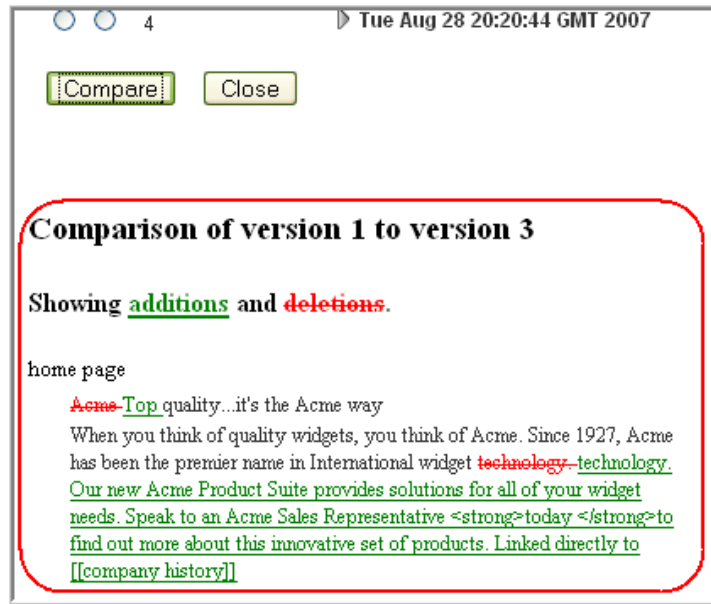 4 Tue Aug 28 20:20:44 GMT 2007
Compare Close
Comparison of version 1 to version 3
Showing additions and deletions.
home page
Acme Top quality...it's the Acme way
When you think of quality widgets, you think of Acme. Since 1927, Acme
has been the premier name in International widget technology. technology.
Our new Acme Product Suite provides solutions for all of your widget
needs. Speak to an Acme Sales Representative <strong>today </strong>to
find out more about this innovative set of products. Linked directly to
[[company history]]